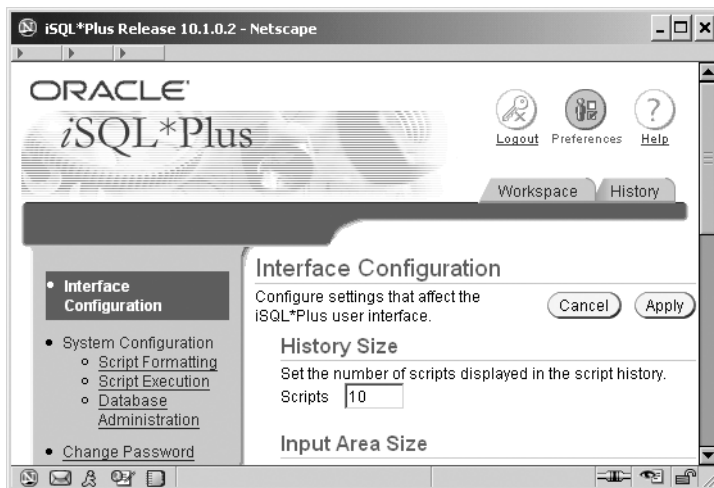 iSQL*Plus Release 10.1.0.2 - Netscape
ORACLE
iSQL*Plus
Logout Preferences Help
Workspace History
Interface Configuration
Interface Configuration
Configure settings that affect the iSQL*Plus user interface.
Cancel Apply
System Configuration
Script Formatting
Script Execution
Database Administration
Change Password
History Size
Set the number of scripts displayed in the script history.
Scripts 10
Input Area Size